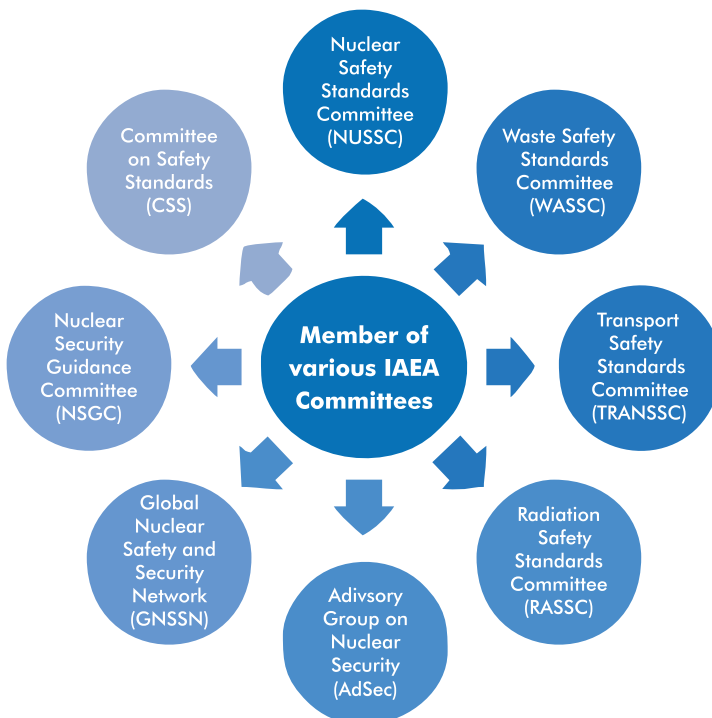 Nuclear
Safety
Standards
Committee
(NUSSC)
Waste Safety
Standards
Committee
(WASSC)
Transport
Safety
Standards
Committee
(TRANSSC)
Radiation
Safety
Standards
Committee
(RASSC)
Adivsory
Group on
Nuclear
Security
(AdSec)
Global
Nuclear
Safety and
Security
Network
(GNSSN)
Nuclear
Security
Guidance
Committee
(NSGC)
Committee
on Safety
Standards
(CSS)
Member of
various IAEA
Committees